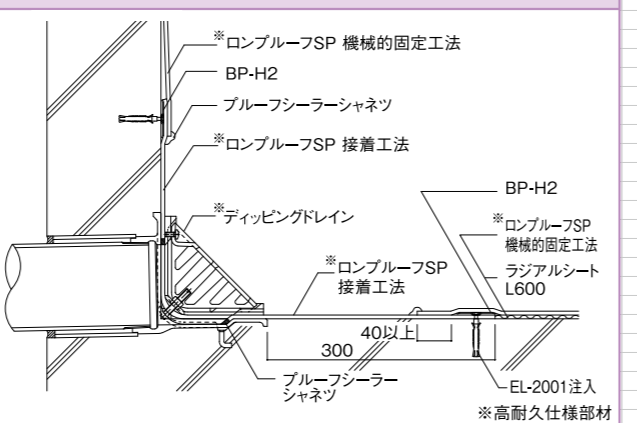 ※ロンプルーフSP 機械的固定工法
BP-H2
プルーフシーラーシャネツ
※ロンプルーフSP 接着工法
※ディッピングドレイン
BP-H2
※ロンプルーフSP
機械的固定工法
※ロンプルーフSP
接着工法
ラジアルシート
L600
40以上
300
プルーフシーラー
シャネツ
EL-2001注入
※高耐久仕様部材